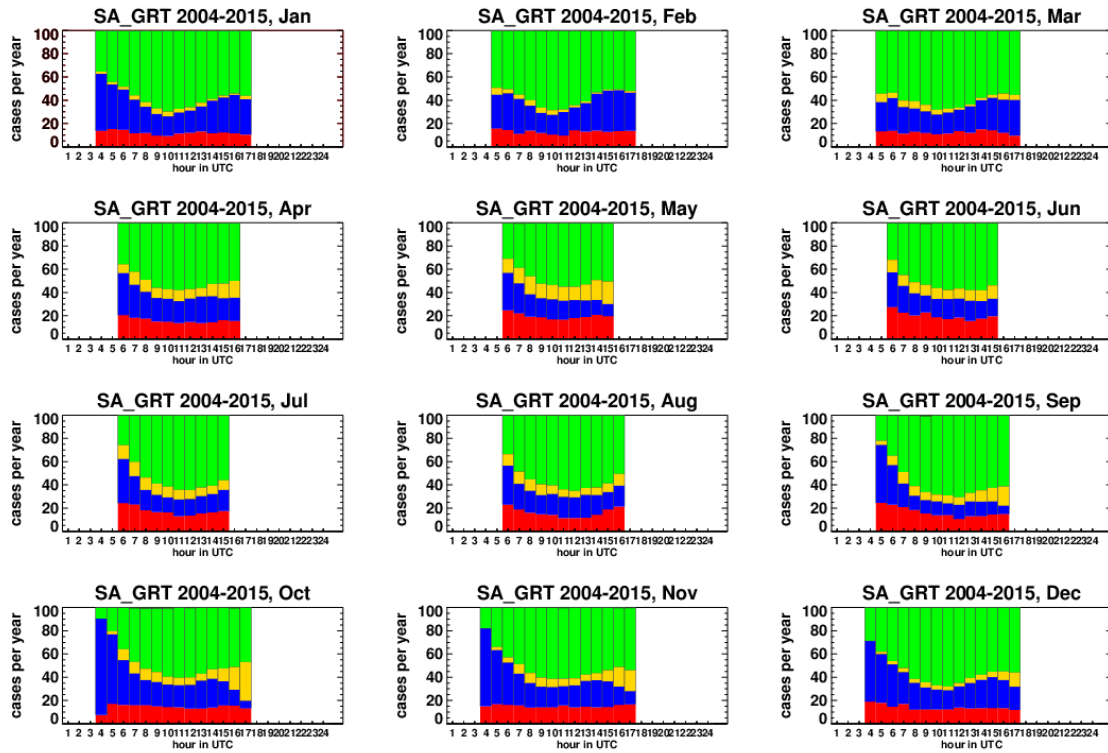 SA_GRT 2004-2015, Jan
SA_GRT 2004-2015, Feb
SA_GRT 2004-2015, Mar
cases per year
100
80
60
40
20
0
1 2 3 4 5 6 7 8 9 101112131415161718192021222324
hour in UTC
cases per year
100
80
60
40
20
0
1 2 3 4 5 6 7 8 9 101112131415161718192021222324
hour in UTC
cases per year
100
80
60
40
20
0
1 2 3 4 5 6 7 8 9 101112131415161718192021222324
hour in UTC
SA_GRT 2004-2015, Apr
SA_GRT 2004-2015, May
SA_GRT 2004-2015, Jun
cases per year
100
80
60
40
20
0
1 2 3 4 5 6 7 8 9 101112131415161718192021222324
hour in UTC
cases per year
100
80
60
40
20
0
1 2 3 4 5 6 7 8 9 101112131415161718192021222324
hour in UTC
cases per year
100
80
60
40
20
0
1 2 3 4 5 6 7 8 9 101112131415161718192021222324
hour in UTC
SA_GRT 2004-2015, Jul
SA_GRT 2004-2015, Aug
SA_GRT 2004-2015, Sep
cases per year
100
80
60
40
20
0
1 2 3 4 5 6 7 8 9 101112131415161718192021222324
hour in UTC
cases per year
100
80
60
40
20
0
1 2 3 4 5 6 7 8 9 101112131415161718192021222324
hour in UTC
cases per year
100
80
60
40
20
0
1 2 3 4 5 6 7 8 9 101112131415161718192021222324
hour in UTC
SA_GRT 2004-2015, Oct
SA_GRT 2004-2015, Nov
SA_GRT 2004-2015, Dec
cases per year
100
80
60
40
20
0
1 2 3 4 5 6 7 8 9 101112131415161718192021222324
hour in UTC
cases per year
100
80
60
40
20
0
1 2 3 4 5 6 7 8 9 101112131415161718192021222324
hour in UTC
cases per year
100
80
60
40
20
0
1 2 3 4 5 6 7 8 9 101112131415161718192021222324
hour in UTC